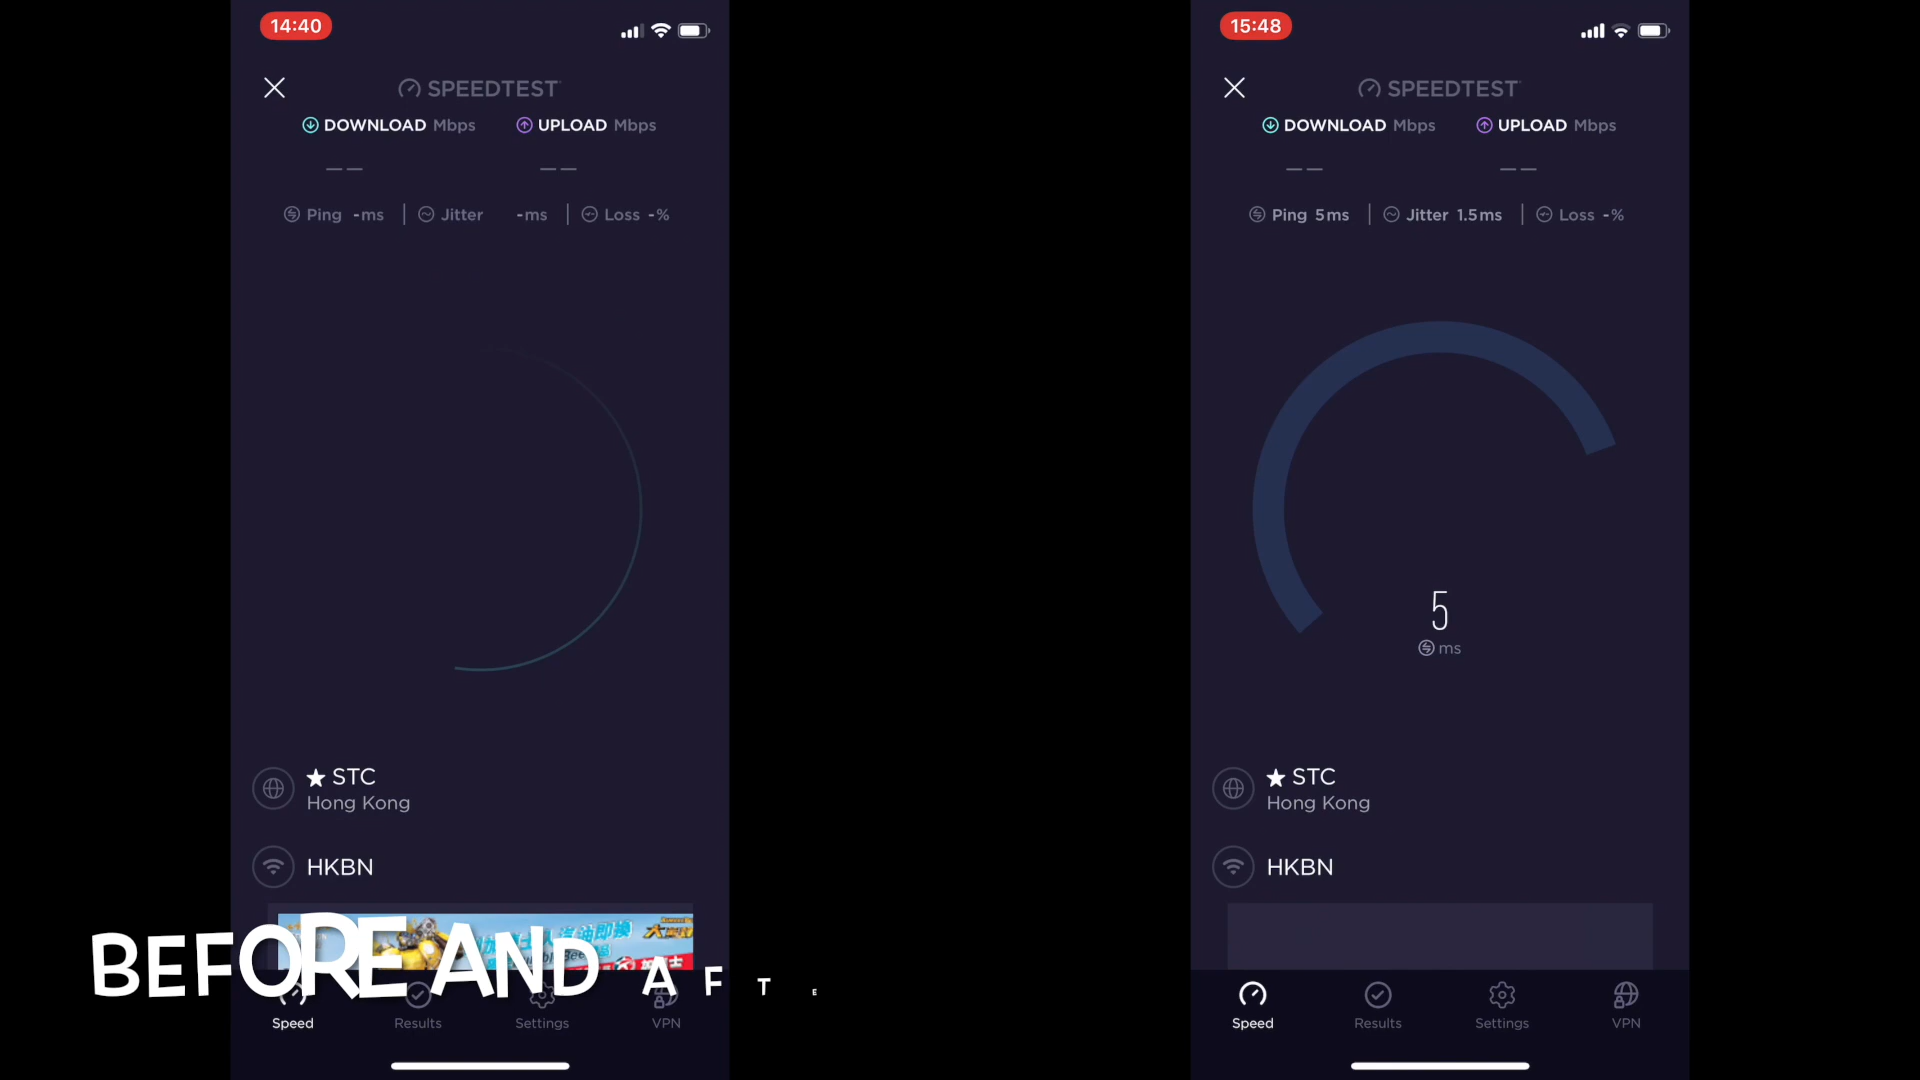 14:40
SPEEDTEST
DOWNLOAD Mbps UPLOAD Mbps
— — — —
Ping -ms Jitter -ms Loss -%
STC
Hong Kong
HKBN
BEFORE AND AFTE
Speed Results Settings VPN
15:48
SPEEDTEST
DOWNLOAD Mbps UPLOAD Mbps
— — — —
Ping 5ms Jitter 1.5ms Loss -%
5
ms
STC
Hong Kong
HKBN
Speed Results Settings VPN